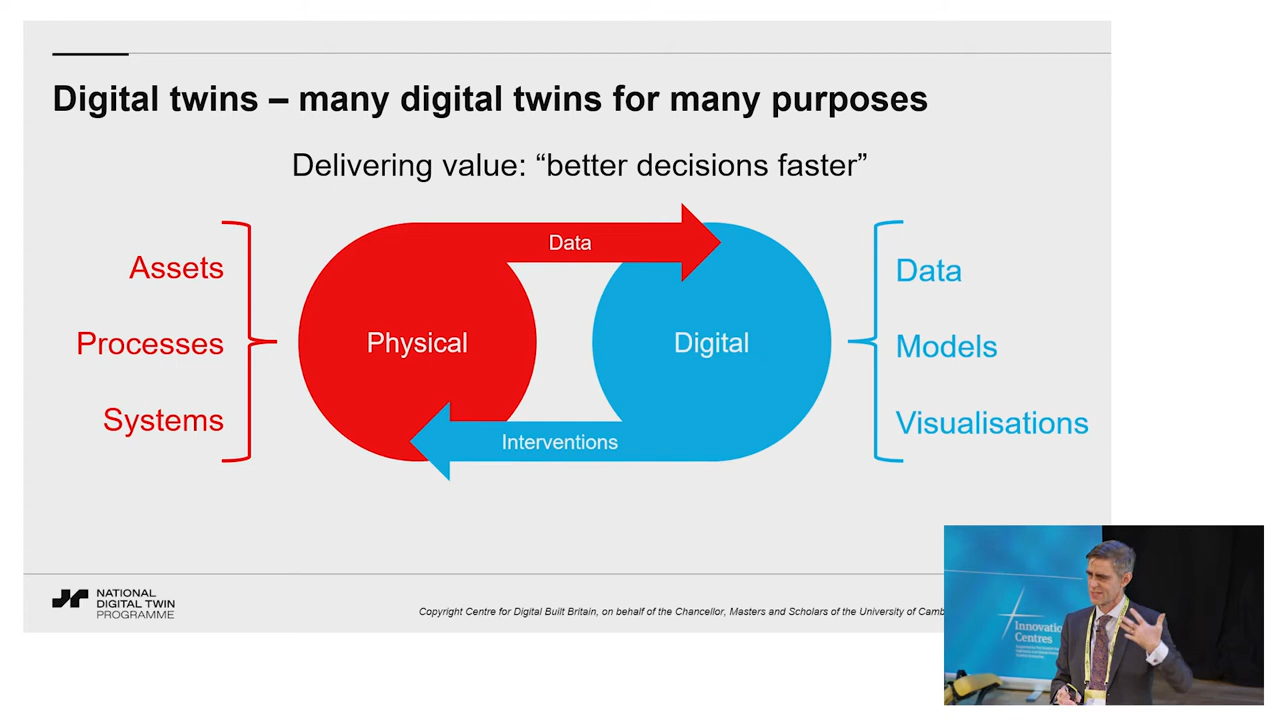 Digital twins – many digital twins for many purposes
Delivering value: “better decisions faster”
Assets
Processes
Systems
Data
Physical
Digital
Interventions
Data
Models
Visualisations
NATIONAL
DIGITAL TWIN
PROGRAMME
Copyright Centre for Digital Built Britain, on behalf of the Chancellor, Masters and Scholars of the University of
Centres